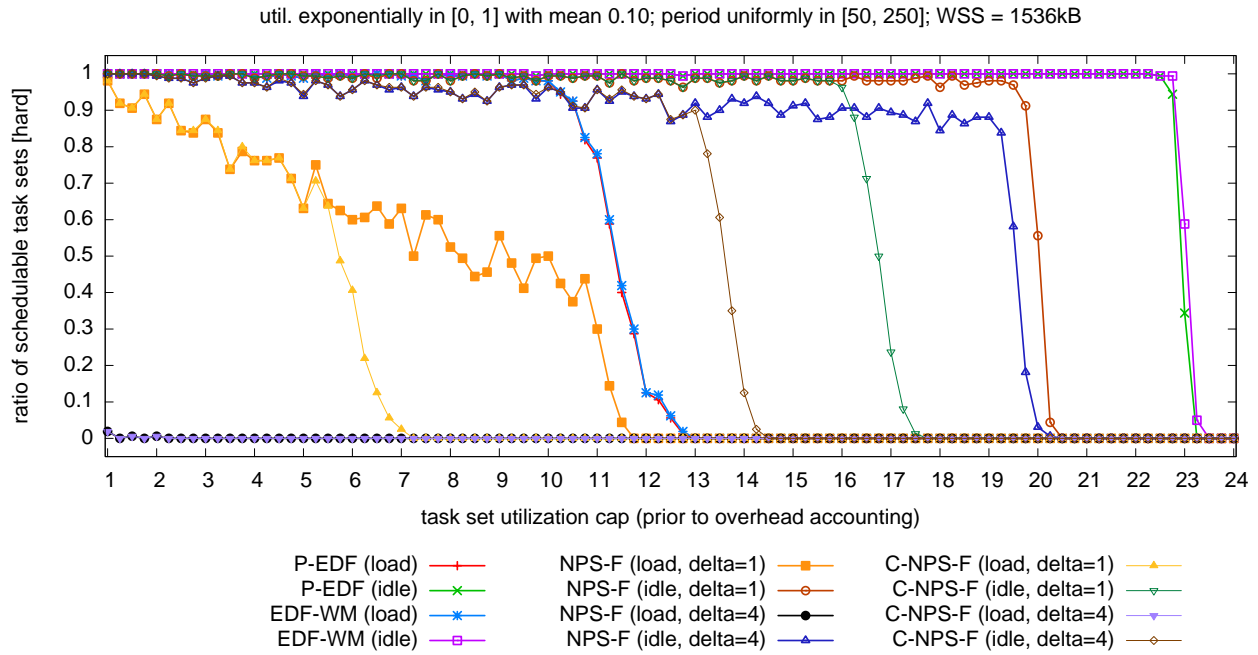 util. exponentially in [0, 1] with mean 0.10; period uniformly in [50, 250]; WSS = 1536kB
ratio of schedulable task sets [hard]
1
0.9
0.8
0.7
0.6
0.5
0.4
0.3
0.2
0.1
0
1 2 3 4 5 6 7 8 9 10 11 12 13 14 15 16 17 18 19 20 21 22 23 24
task set utilization cap (prior to overhead accounting)
P-EDF (load) NPS-F (load, delta=1) C-NPS-F (load, delta=1)
P-EDF (idle) NPS-F (idle, delta=1) C-NPS-F (idle, delta=1)
EDF-WM (load) NPS-F (load, delta=4) C-NPS-F (load, delta=4)
EDF-WM (idle) NPS-F (idle, delta=4) C-NPS-F (idle, delta=4)